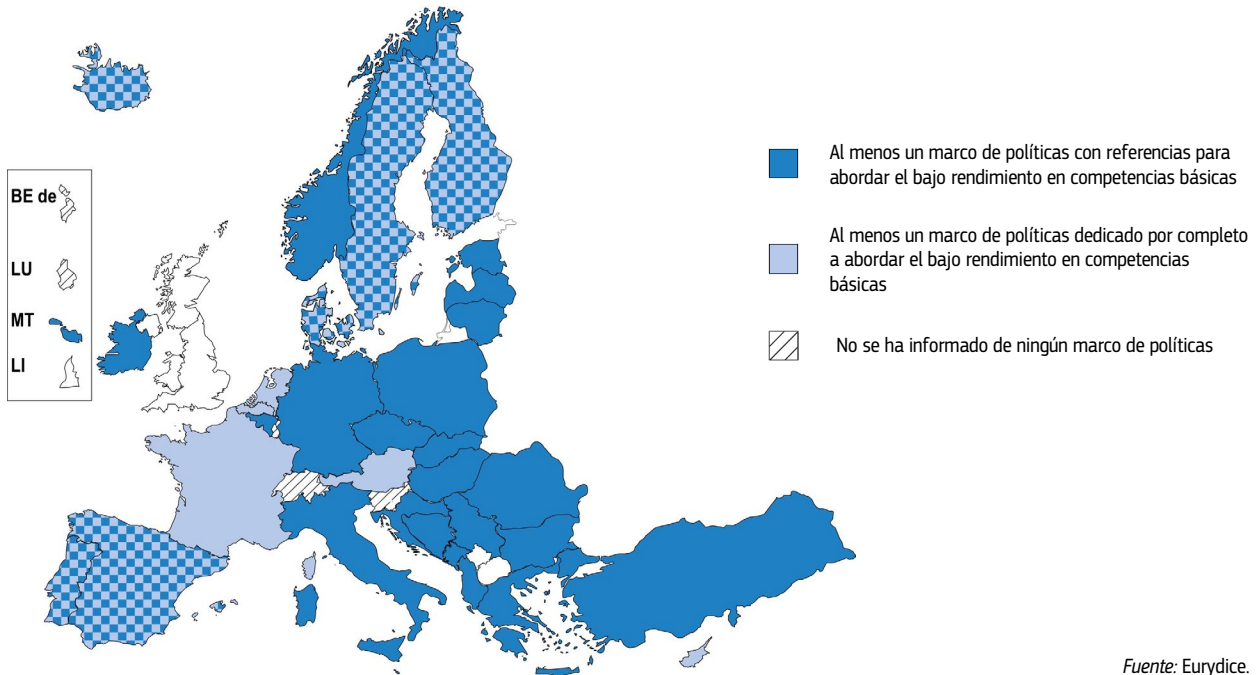 BE de
LU
MT
LI
Al menos un marco de políticas con referencias para
abordar el bajo rendimiento en competencias básicas
Al menos un marco de políticas dedicado por completo
a abordar el bajo rendimiento en competencias
básicas
No se ha informado de ningún marco de políticas
Fuente: Eurydice.